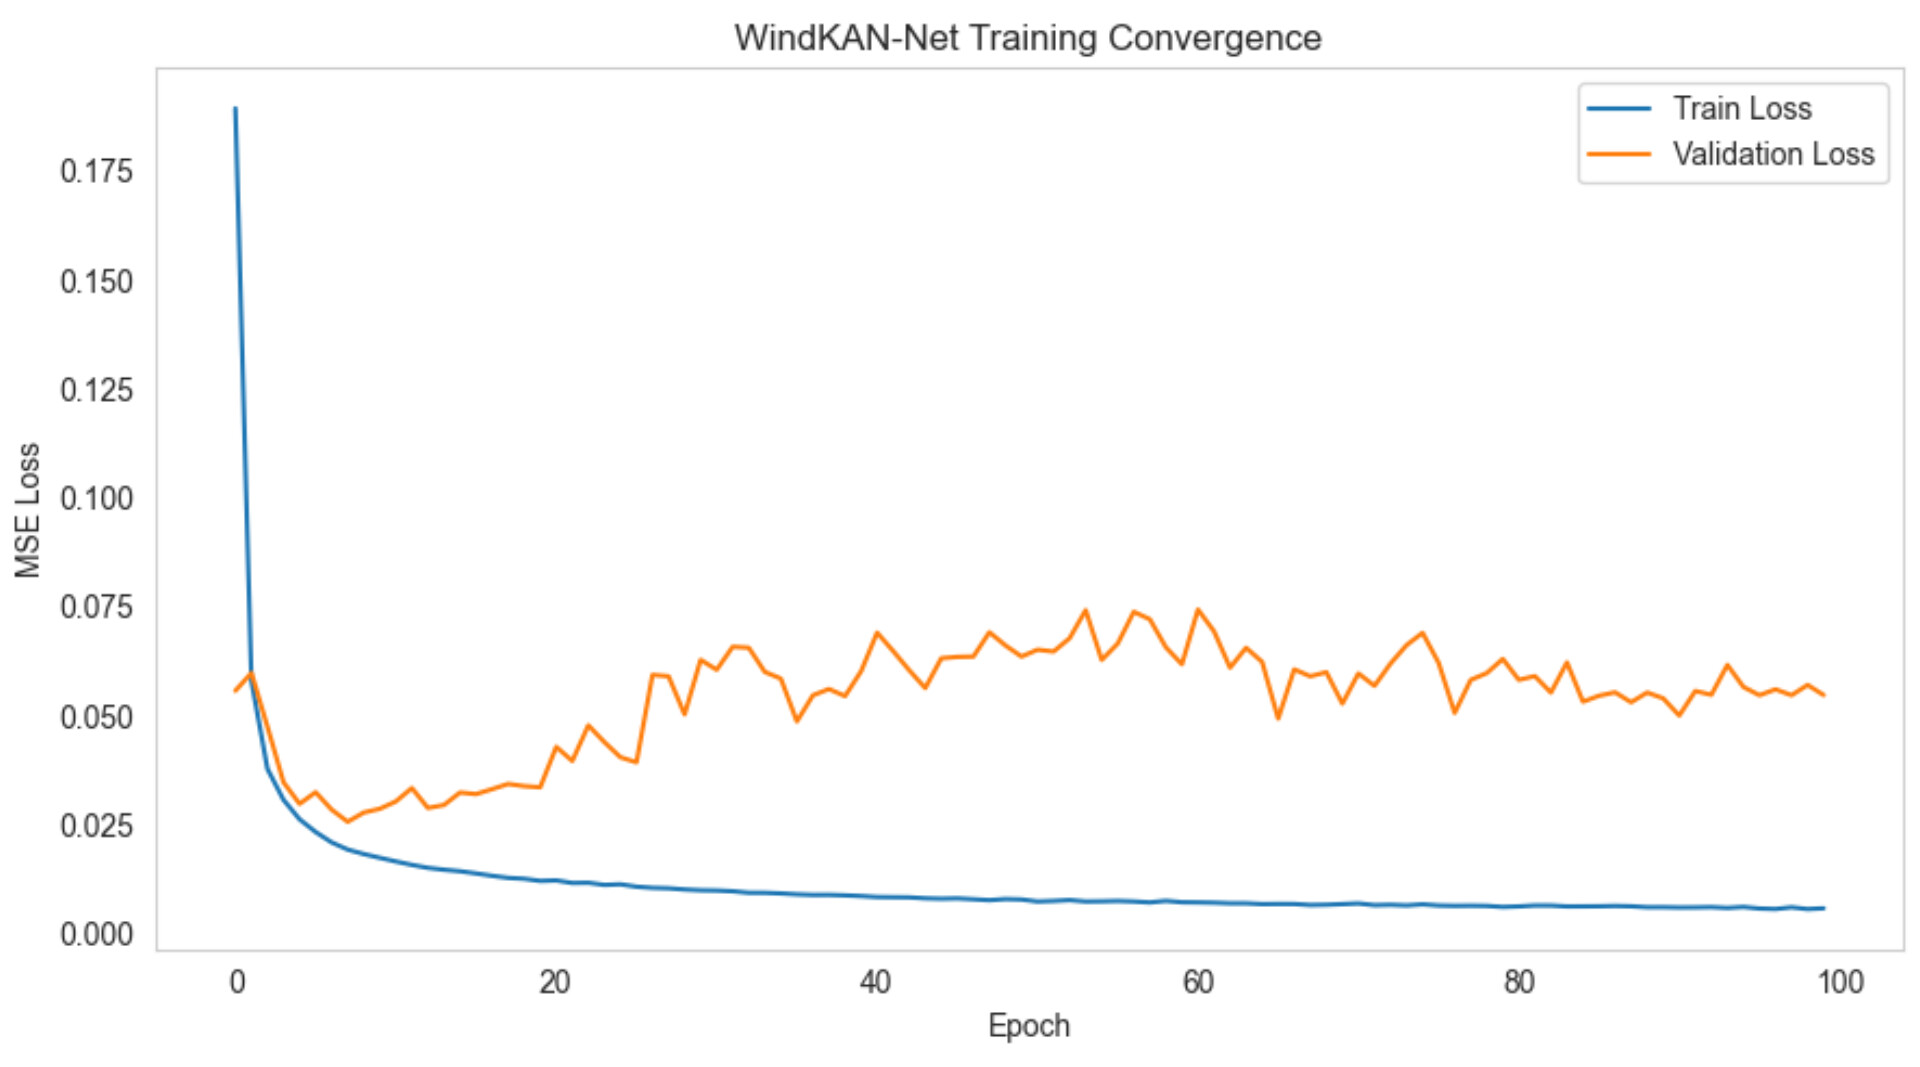 WindKAN-Net Training Convergence
Train Loss
Validation Loss
0.175
0.150
0.125
0.100
0.075
0.050
0.025
0.000
MSE Loss
0 20 40 60 80 100
Epoch